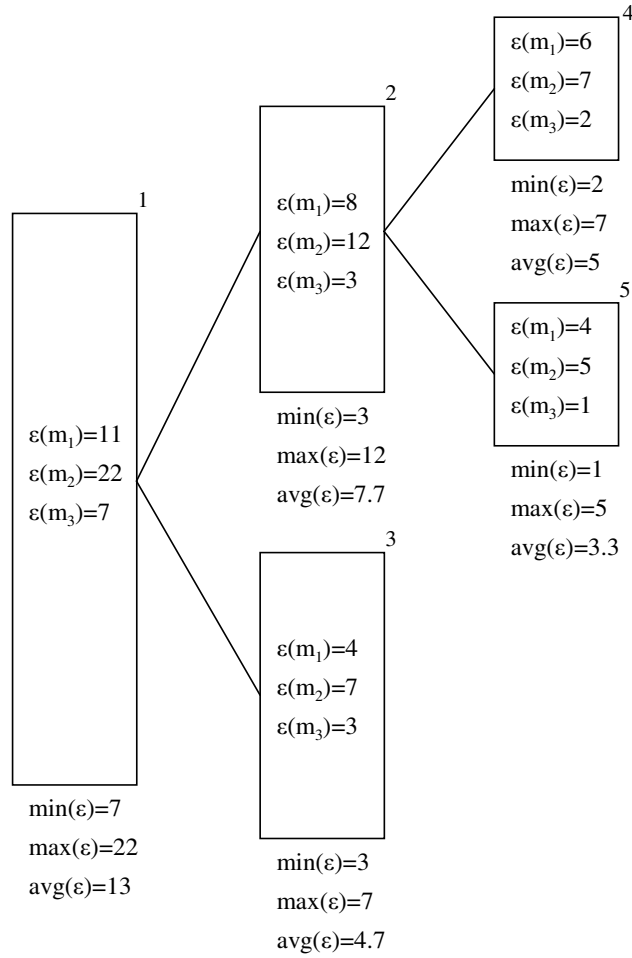 1
ε(m₁)=11
ε(m₂)=22
ε(m₃)=7
min(ε)=7
max(ε)=22
avg(ε)=13
2
ε(m₁)=8
ε(m₂)=12
ε(m₃)=3
min(ε)=3
max(ε)=12
avg(ε)=7.7
3
ε(m₁)=4
ε(m₂)=7
ε(m₃)=3
min(ε)=3
max(ε)=7
avg(ε)=4.7
4
ε(m₁)=6
ε(m₂)=7
ε(m₃)=2
min(ε)=2
max(ε)=7
avg(ε)=5
5
ε(m₁)=4
ε(m₂)=5
ε(m₃)=1
min(ε)=1
max(ε)=5
avg(ε)=3.3